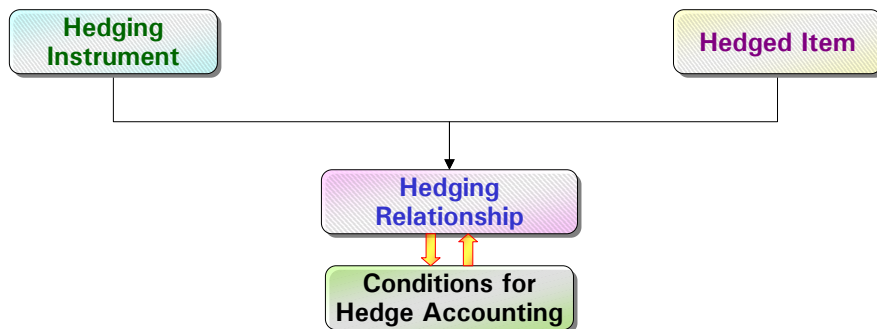 Hedging
Instrument
Hedged Item
Hedging
Relationship
Conditions for
Hedge Accounting